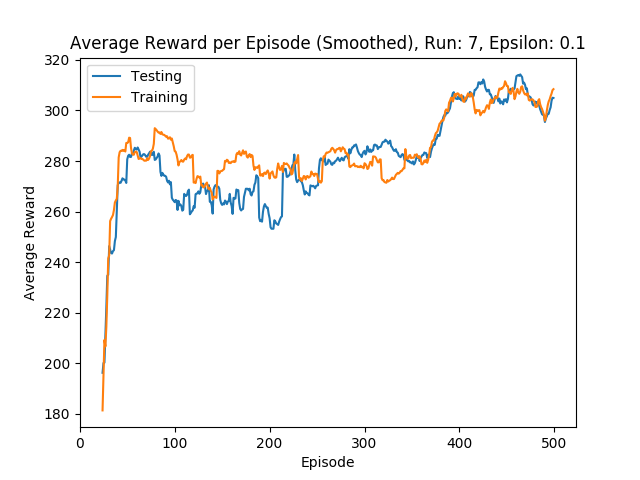 Average Reward per Episode (Smoothed), Run: 7, Epsilon: 0.1
Testing
Training
Average Reward
320
300
280
260
240
220
200
180
0 100 200 300 400 500
Episode